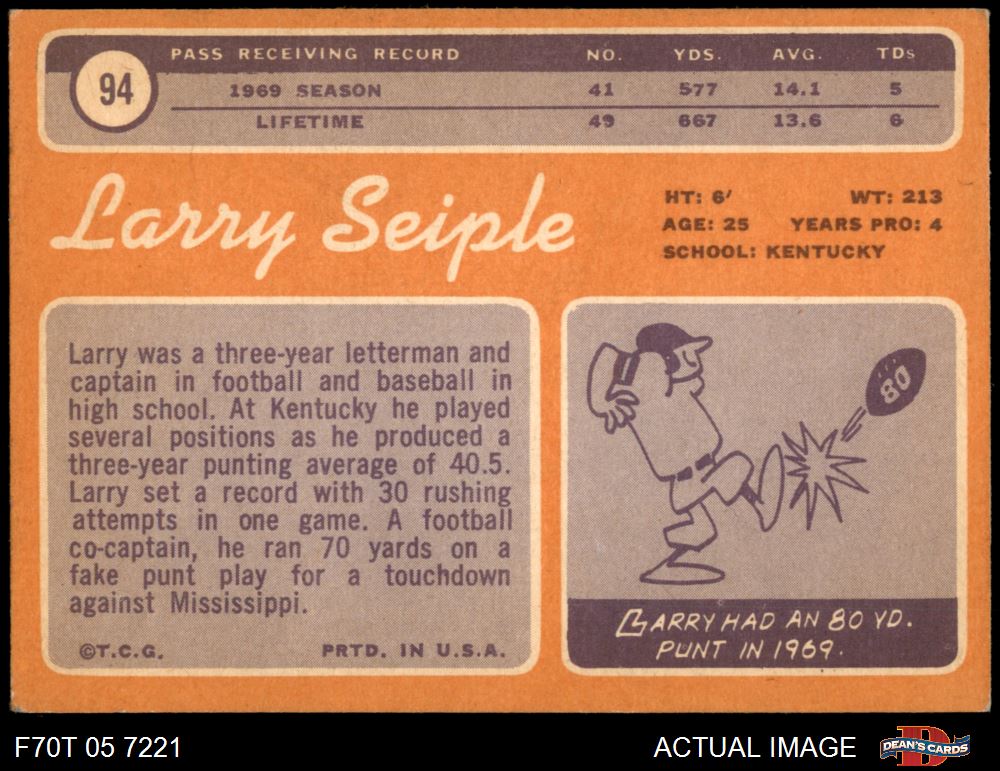 94
PASS RECEIVING RECORD NO. YDS. AVG. TDs
1969 SEASON 41 577 14.1 5
LIFETIME 49 667 13.6 6
Larry Seiple
HT: 6' WT: 213
AGE: 25 YEARS PRO: 4
SCHOOL: KENTUCKY
Larry was a three-year letterman and
captain in football and baseball in
high school. At Kentucky he played
several positions as he produced a
three-year punting average of 40.5.
Larry set a record with 30 rushing
attempts in one game. A football
co-captain, he ran 70 yards on a
fake punt play for a touchdown
against Mississippi.
©T.C.G. PRTD. IN U.S.A.
80
LARRY HAD AN 80 YD.
PUNT IN 1969.
F70T 05 7221 ACTUAL IMAGE
D
DEAN'S CARDS